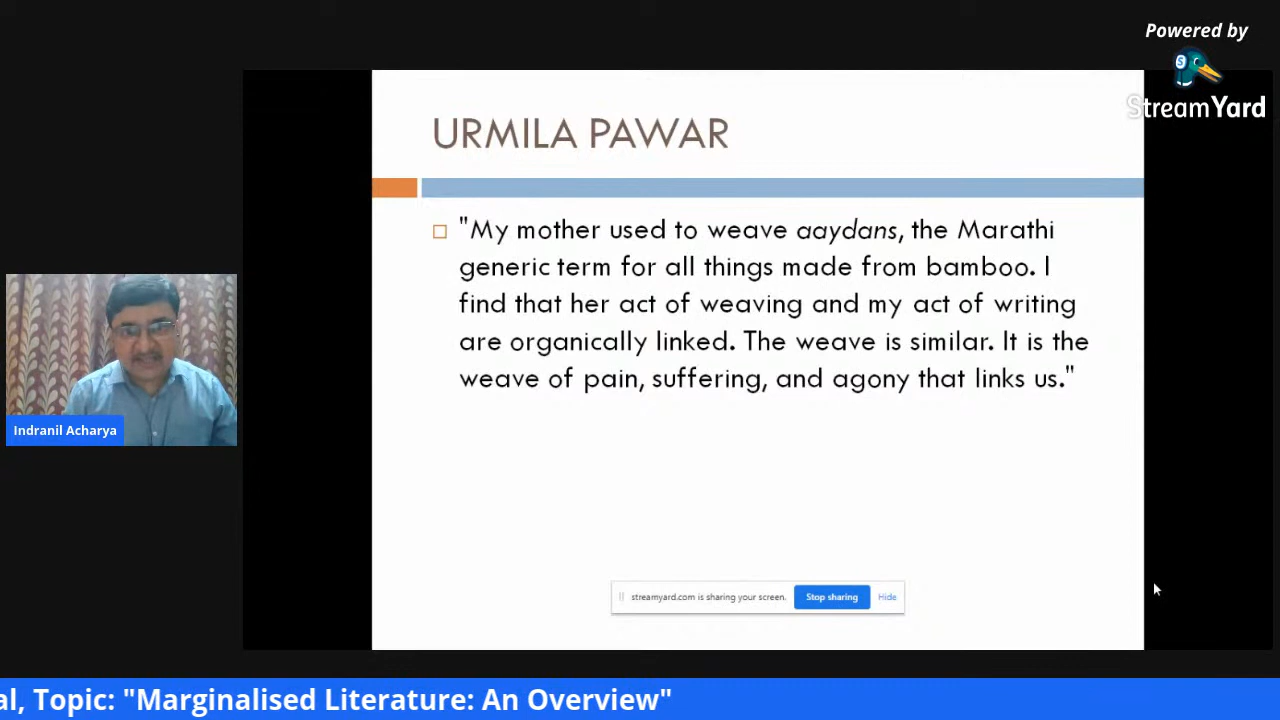 Powered by
StreamYard
URMILA PAWAR
"My mother used to weave aaydans, the Marathi
generic term for all things made from bamboo. I
find that her act of weaving and my act of writing
are organically linked. The weave is similar. It is the
weave of pain, suffering, and agony that links us."
Indranil Acharya
streamyard.com is sharing your screen. Stop sharing Hide
al, Topic: "Marginalised Literature: An Overview"